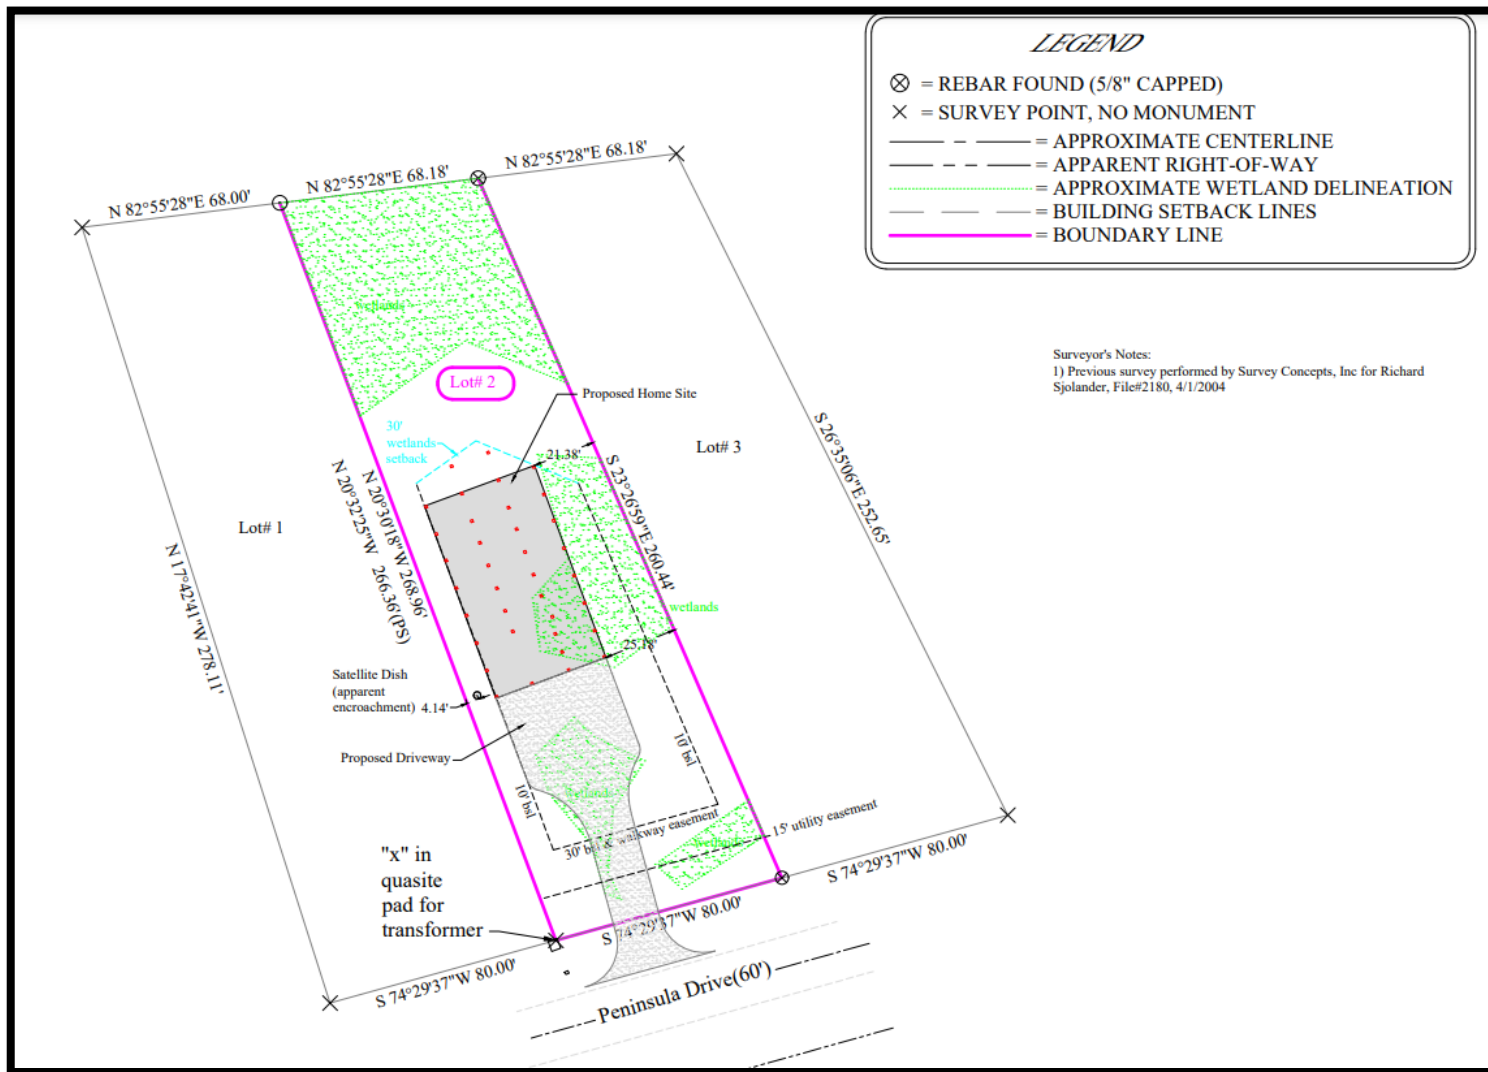 LEGEND
= REBAR FOUND (5/8" CAPPED)
= SURVEY POINT, NO MONUMENT
= APPROXIMATE CENTERLINE
= APPARENT RIGHT-OF-WAY
= APPROXIMATE WETLAND DELINEATION
= BUILDING SETBACK LINES
= BOUNDARY LINE
N 82°55'28"E 68.00'
N 82°55'28"E 68.18'
N 82°55'28"E 68.18'
wetlands
Surveyor's Notes:
1) Previous survey performed by Survey Concepts, Inc for Richard
Sjolander, File#2180, 4/1/2004
Lot# 2
Proposed Home Site
30'
wetlands
setback
21.38'
Lot# 3
S 26°35'06"E 252.65'
S 23°26'59"E 260.44'
N 20°30'18"W 268.96'
N 20°32'25"W 266.36'(PS)
Lot# 1
N 17°42'41"W 278.11'
wetlands
25.18'
Satellite Dish
(apparent
encroachment)
4.14'
Proposed Driveway
10' bsl
10' bsl
wetlands
30' bsl & walkway easement
15' utility easement
wetlands
"x" in
quasite
pad for
transformer
S 74°29'37"W 80.00'
S 74°29'37"W 80.00'
S 74°29'37"W 80.00'
Peninsula Drive(60')